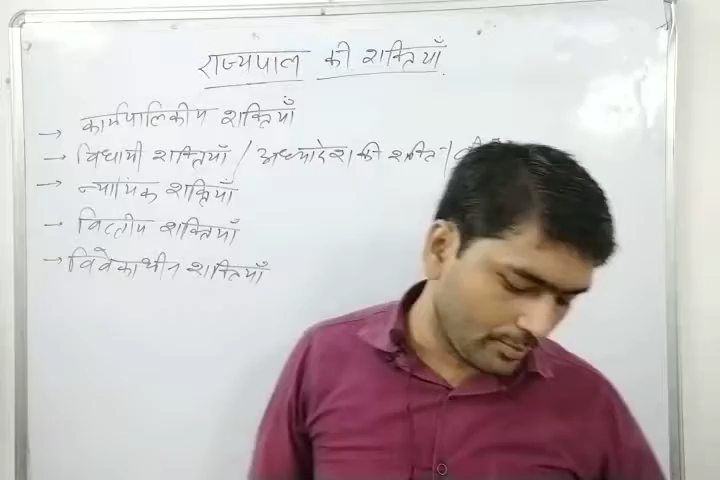 राज्यपाल की शक्तियाँ
→ कार्यपालिकीय शक्तियाँ
→ विधायी शक्तियाँ / अध्यादेश की शक्ति /
→ न्यायिक शक्तियाँ
→ वित्तीय शक्तियाँ
→ विवेकाधीन शक्तियाँ